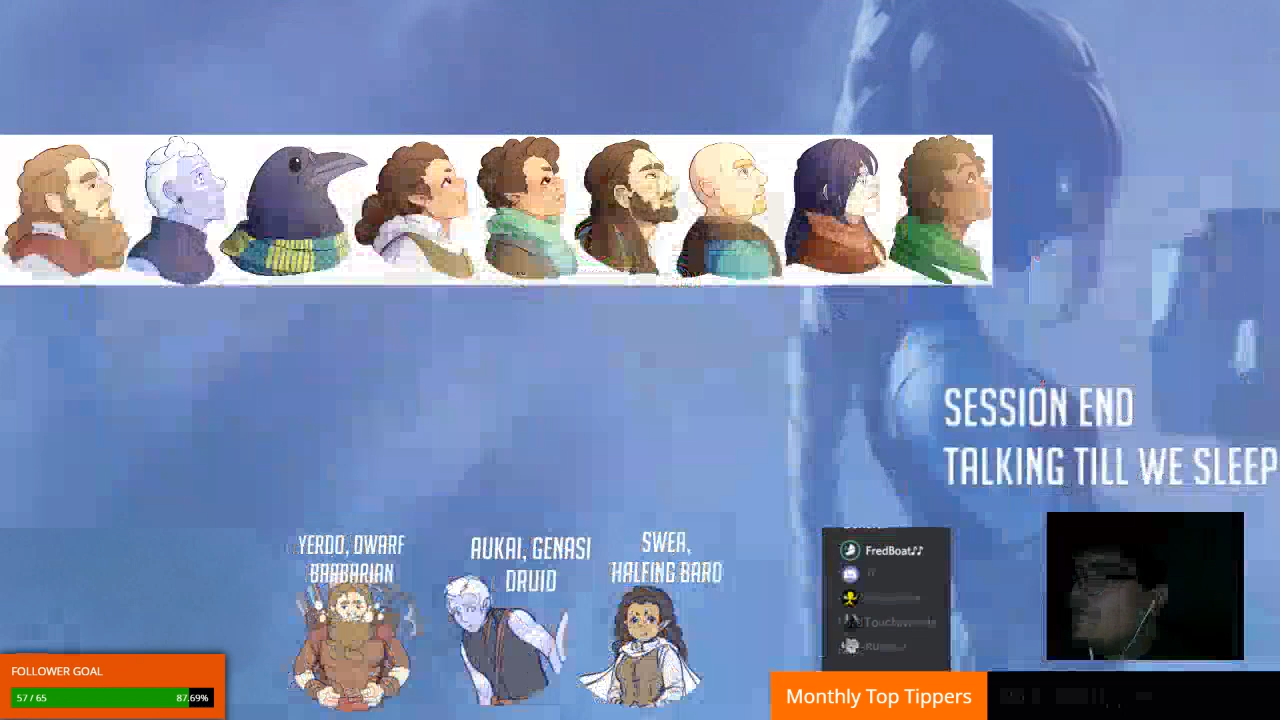 SESSION END
TALKING TILL WE SLEEP
YERDO, DWARF
BARBARIAN
AUKAI, GENASI
DRUID
SWEA,
HALFING BARD
FredBoat♪♪
FOLLOWER GOAL
57 / 65
87.69%
Monthly Top Tippers